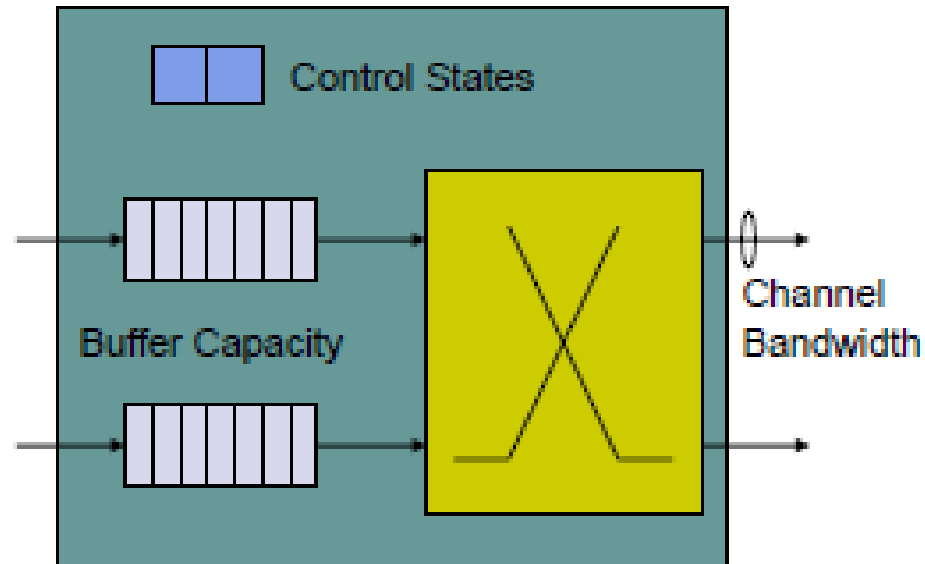 Control States
Buffer Capacity
Channel
Bandwidth